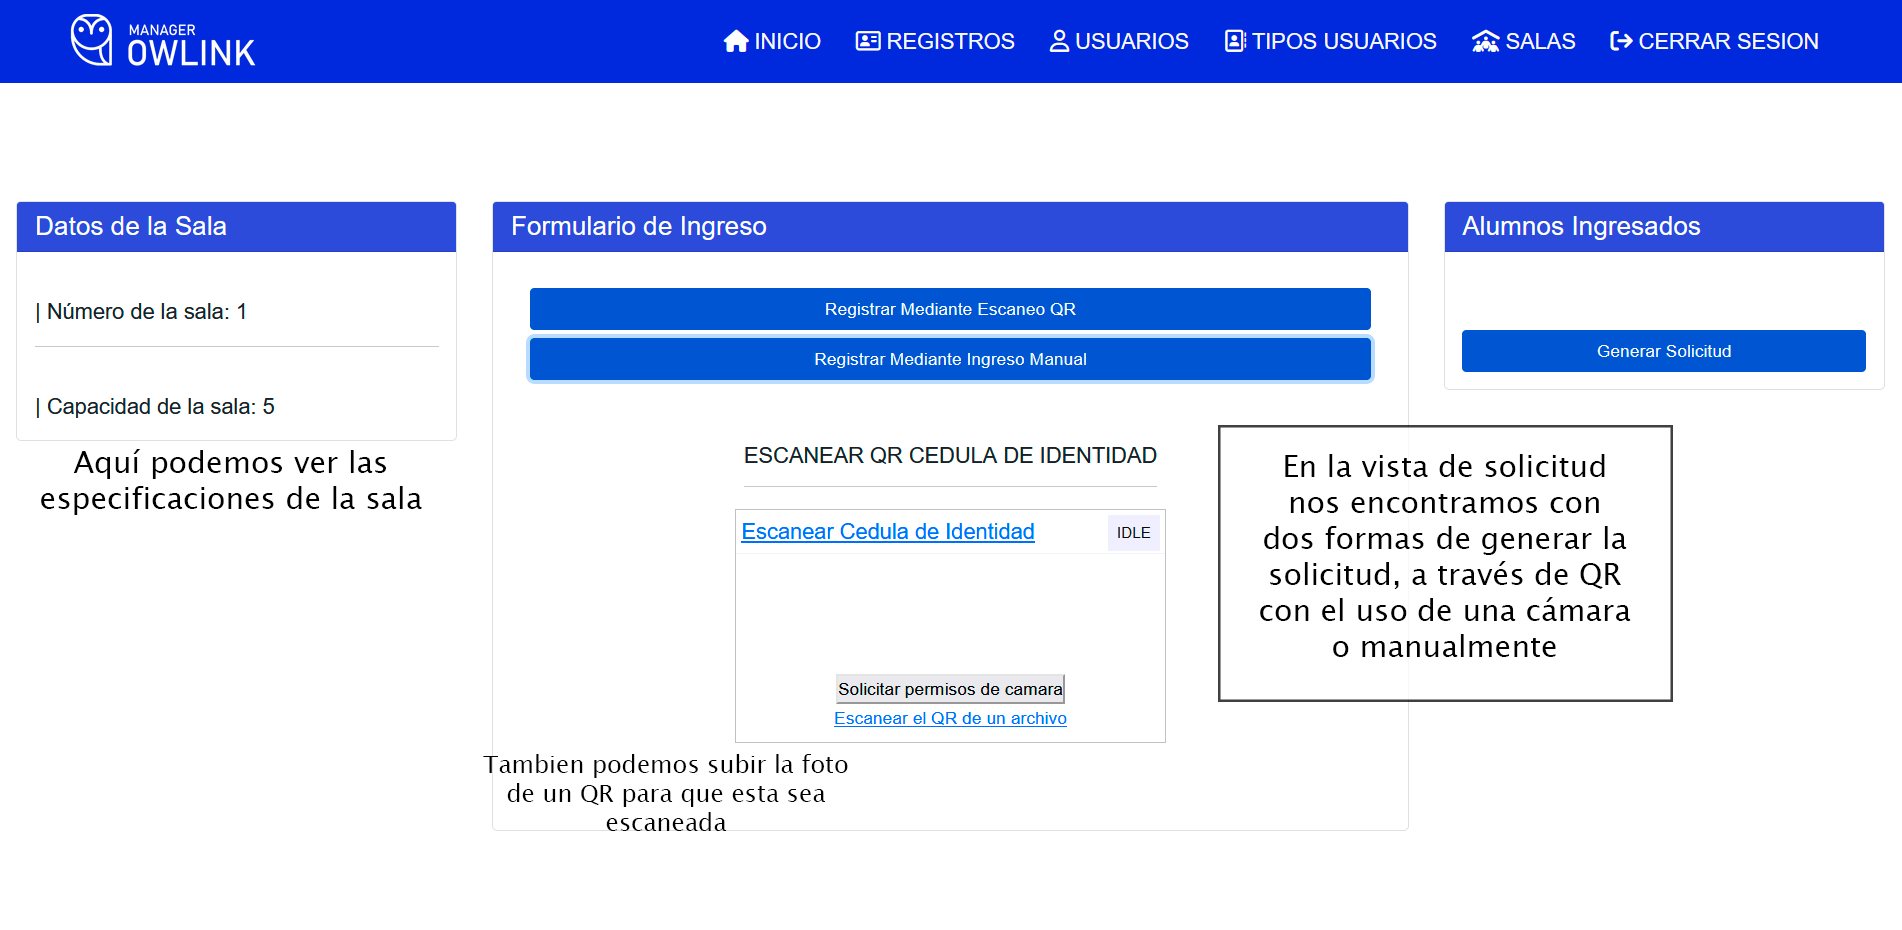 MANAGER
OWLINK
INICIO
REGISTROS
USUARIOS
TIPOS USUARIOS
SALAS
CERRAR SESION
Datos de la Sala
| Número de la sala: 1
| Capacidad de la sala: 5
Aquí podemos ver las
especificaciones de la sala
Formulario de Ingreso
Registrar Mediante Escaneo QR
Registrar Mediante Ingreso Manual
ESCANEAR QR CEDULA DE IDENTIDAD
Escanear Cedula de Identidad
IDLE
Solicitar permisos de camara
Escanear el QR de un archivo
Tambien podemos subir la foto
de un QR para que esta sea
escaneada
Alumnos Ingresados
Generar Solicitud
En la vista de solicitud
nos encontramos con
dos formas de generar la
solicitud, a través de QR
con el uso de una cámara
o manualmente